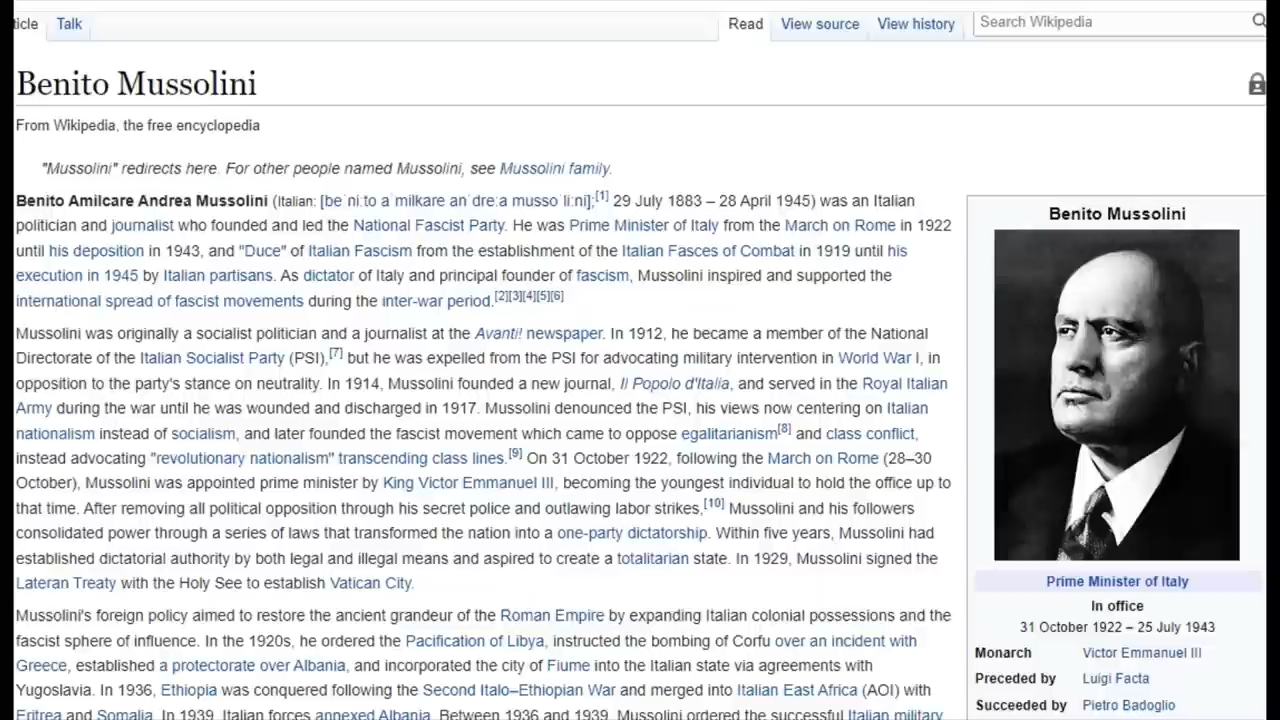 ticle Talk Read View source View history Search Wikipedia
Benito Mussolini
From Wikipedia, the free encyclopedia
"Mussolini" redirects here. For other people named Mussolini, see Mussolini family.
Benito Amilcare Andrea Mussolini (Italian: [beˈniːto aˈmilkare anˈdrɛːa mussoˈliːni];[1] 29 July 1883 – 28 April 1945) was an Italian
politician and journalist who founded and led the National Fascist Party. He was Prime Minister of Italy from the March on Rome in 1922
until his deposition in 1943, and "Duce" of Italian Fascism from the establishment of the Italian Fasces of Combat in 1919 until his
execution in 1945 by Italian partisans. As dictator of Italy and principal founder of fascism, Mussolini inspired and supported the
international spread of fascist movements during the inter-war period.[2][3][4][5][6]
Mussolini was originally a socialist politician and a journalist at the Avanti! newspaper. In 1912, he became a member of the National
Directorate of the Italian Socialist Party (PSI),[7] but he was expelled from the PSI for advocating military intervention in World War I, in
opposition to the party's stance on neutrality. In 1914, Mussolini founded a new journal, Il Popolo d'Italia, and served in the Royal Italian
Army during the war until he was wounded and discharged in 1917. Mussolini denounced the PSI, his views now centering on Italian
nationalism instead of socialism, and later founded the fascist movement which came to oppose egalitarianism[8] and class conflict,
instead advocating "revolutionary nationalism" transcending class lines.[9] On 31 October 1922, following the March on Rome (28–30
October), Mussolini was appointed prime minister by King Victor Emmanuel III, becoming the youngest individual to hold the office up to
that time. After removing all political opposition through his secret police and outlawing labor strikes,[10] Mussolini and his followers
consolidated power through a series of laws that transformed the nation into a one-party dictatorship. Within five years, Mussolini had
established dictatorial authority by both legal and illegal means and aspired to create a totalitarian state. In 1929, Mussolini signed the
Lateran Treaty with the Holy See to establish Vatican City.
Mussolini's foreign policy aimed to restore the ancient grandeur of the Roman Empire by expanding Italian colonial possessions and the
fascist sphere of influence. In the 1920s, he ordered the Pacification of Libya, instructed the bombing of Corfu over an incident with
Greece, established a protectorate over Albania, and incorporated the city of Fiume into the Italian state via agreements with
Yugoslavia. In 1936, Ethiopia was conquered following the Second Italo–Ethiopian War and merged into Italian East Africa (AOI) with
Eritrea and Somalia. In 1939, Italian forces annexed Albania. Between 1936 and 1939, Mussolini ordered the successful Italian military
Benito Mussolini
Prime Minister of Italy
In office
31 October 1922 – 25 July 1943
Monarch Victor Emmanuel III
Preceded by Luigi Facta
Succeeded by Pietro Badoglio